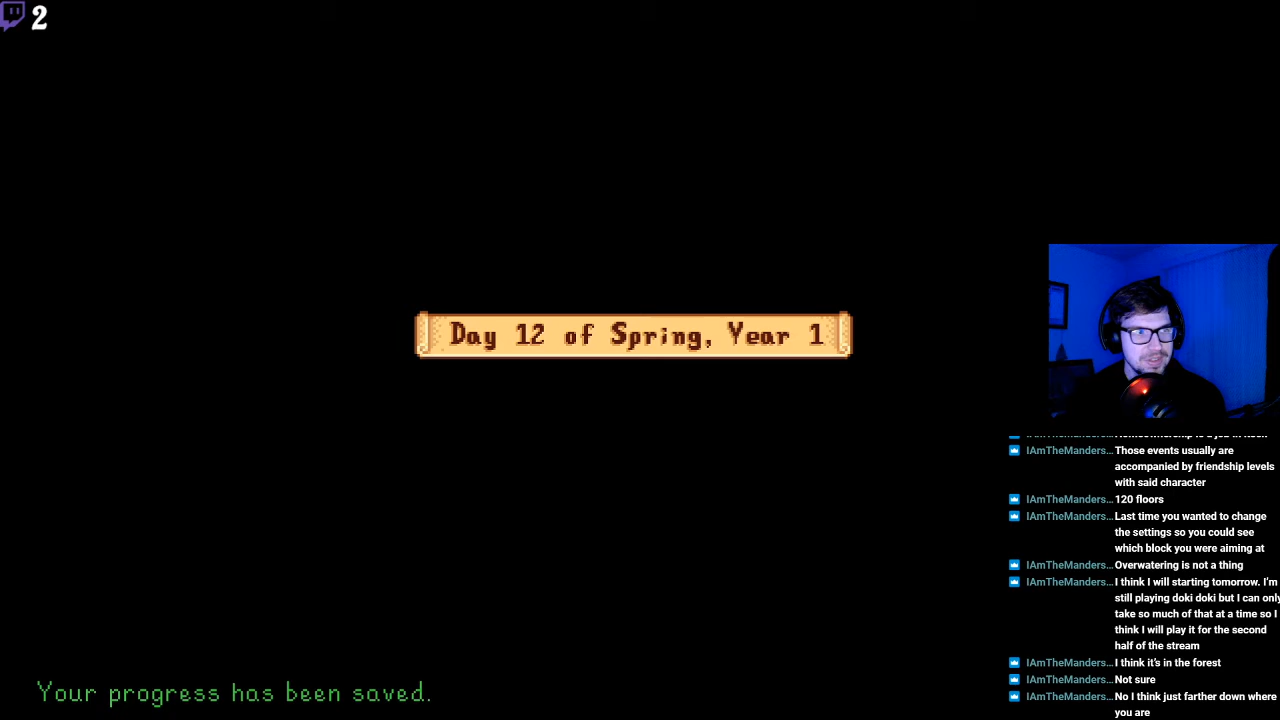 2
Day 12 of Spring, Year 1
IAmTheManders... Those events usually are
accompanied by friendship levels
with said character
IAmTheManders... 120 floors
IAmTheManders... Last time you wanted to change
the settings so you could see
which block you were aiming at
IAmTheManders... Overwatering is not a thing
IAmTheManders... I think I will starting tomorrow. I'm
still playing doki doki but I can only
take so much of that at a time so I
think I will play it for the second
half of the stream
IAmTheManders... I think it's in the forest
IAmTheManders... Not sure
IAmTheManders... No I think just farther down where
you are
Your progress has been saved.